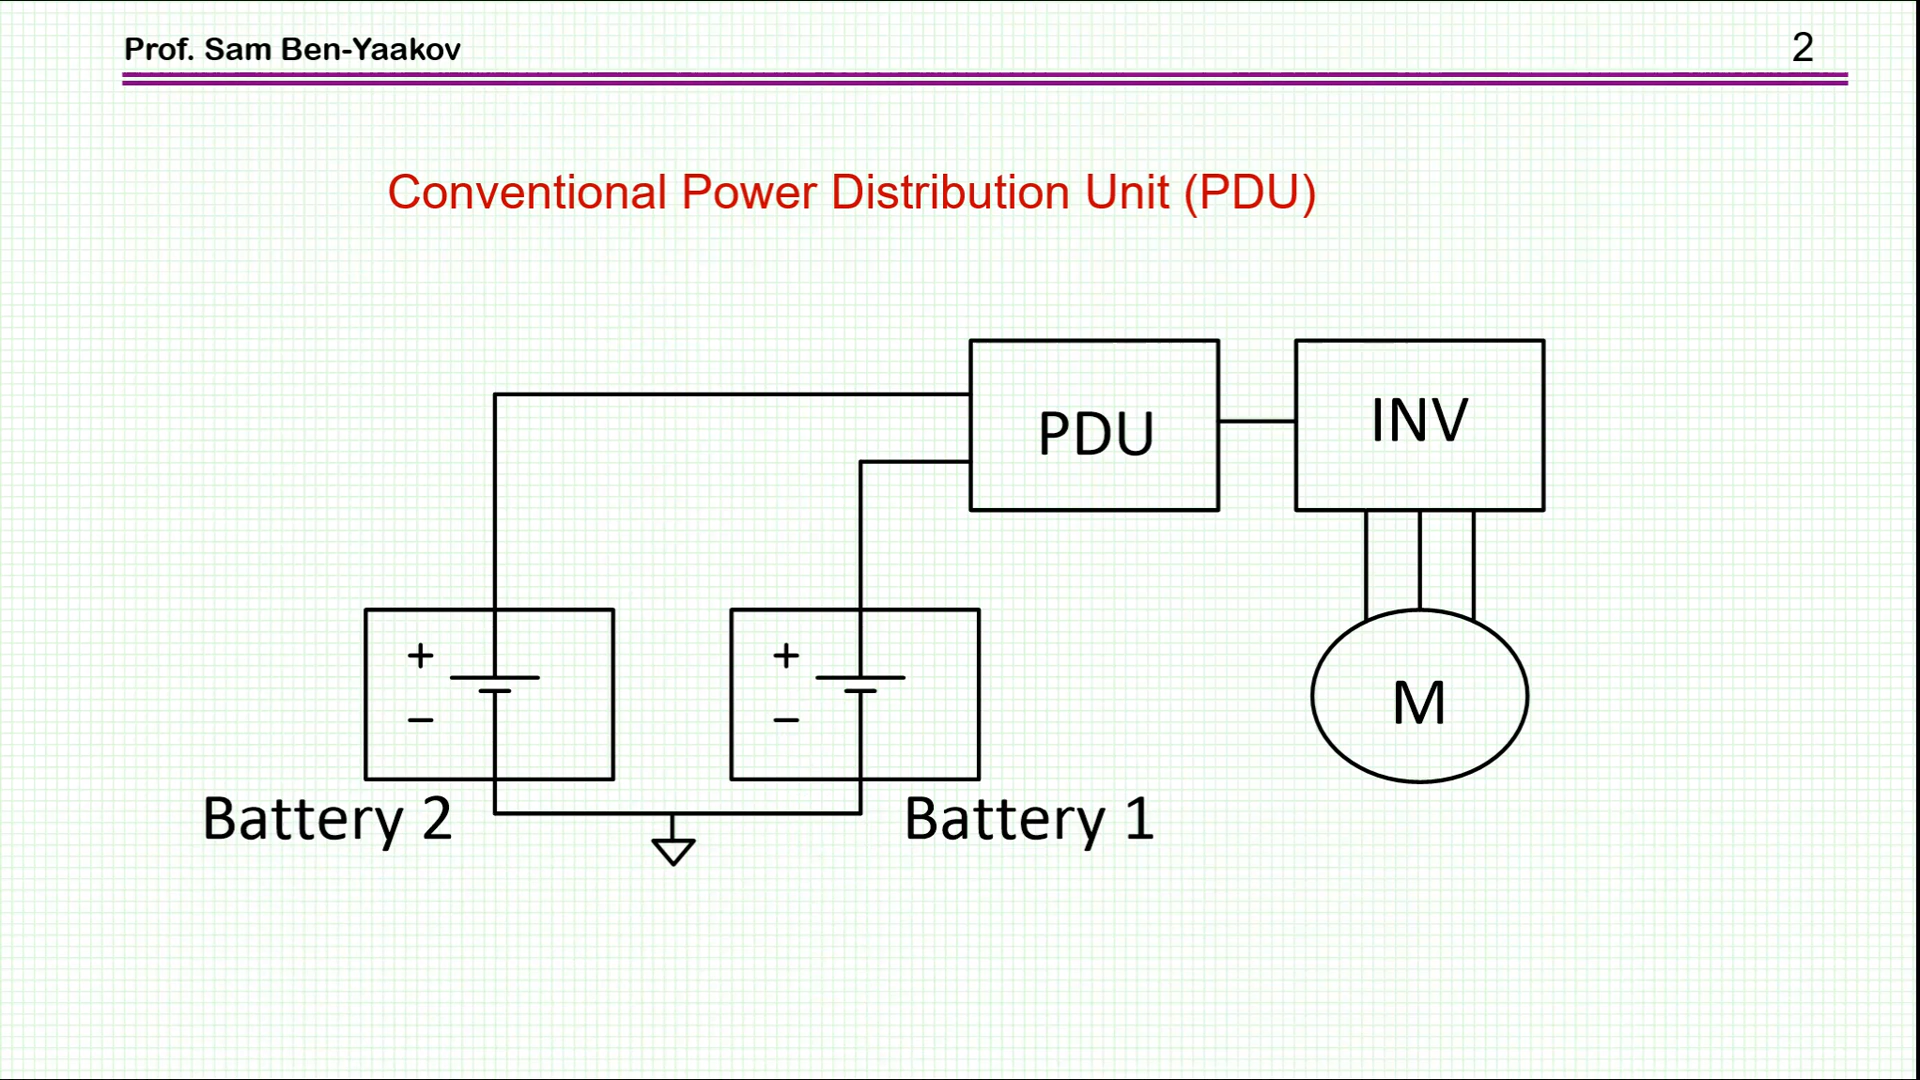 Prof. Sam Ben-Yaakov 2
Conventional Power Distribution Unit (PDU)
PDU INV
+ +
− −
M
Battery 2 Battery 1